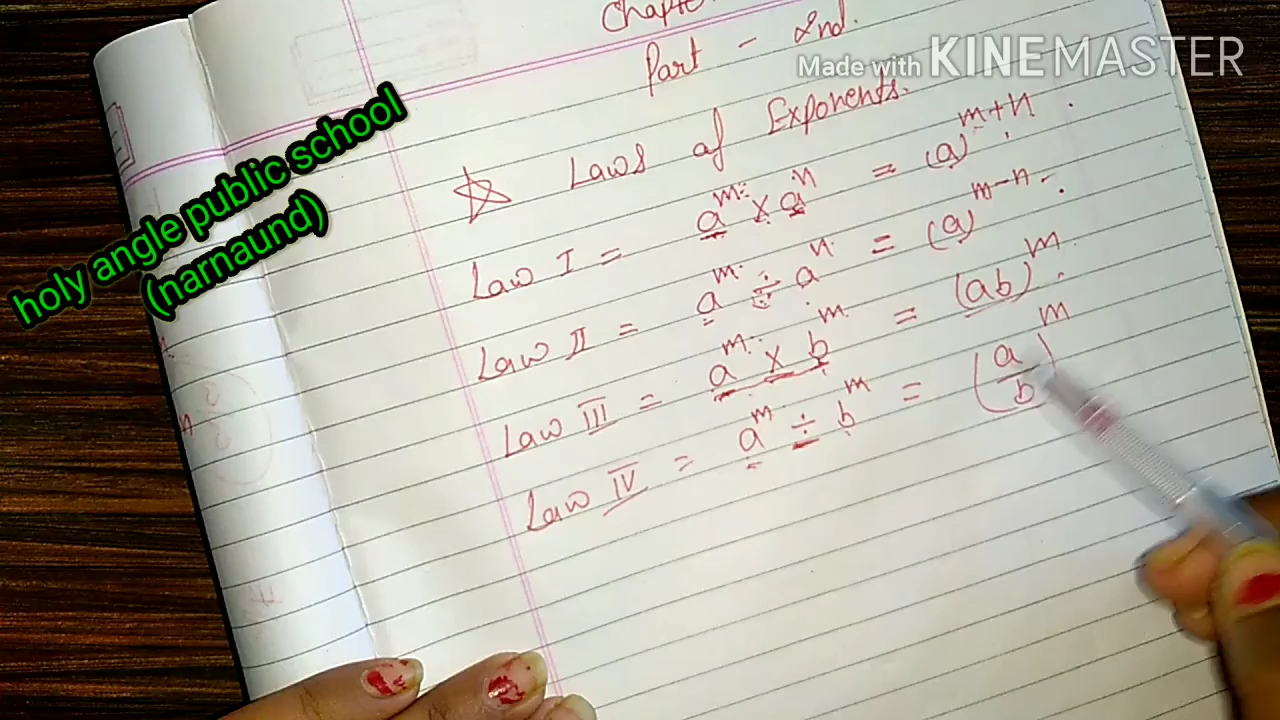 Part - 2nd.
Made with KINEMASTER
☆ Laws of Exponents.
Law I = a^m × a^n = (a)^m+n
Law II = a^m ÷ a^n = (a)^m-n
Law III = a^m × b^m = (ab)^m
Law IV = a^m ÷ b^m = (a/b)^m
holy angle public school
(narnaund)